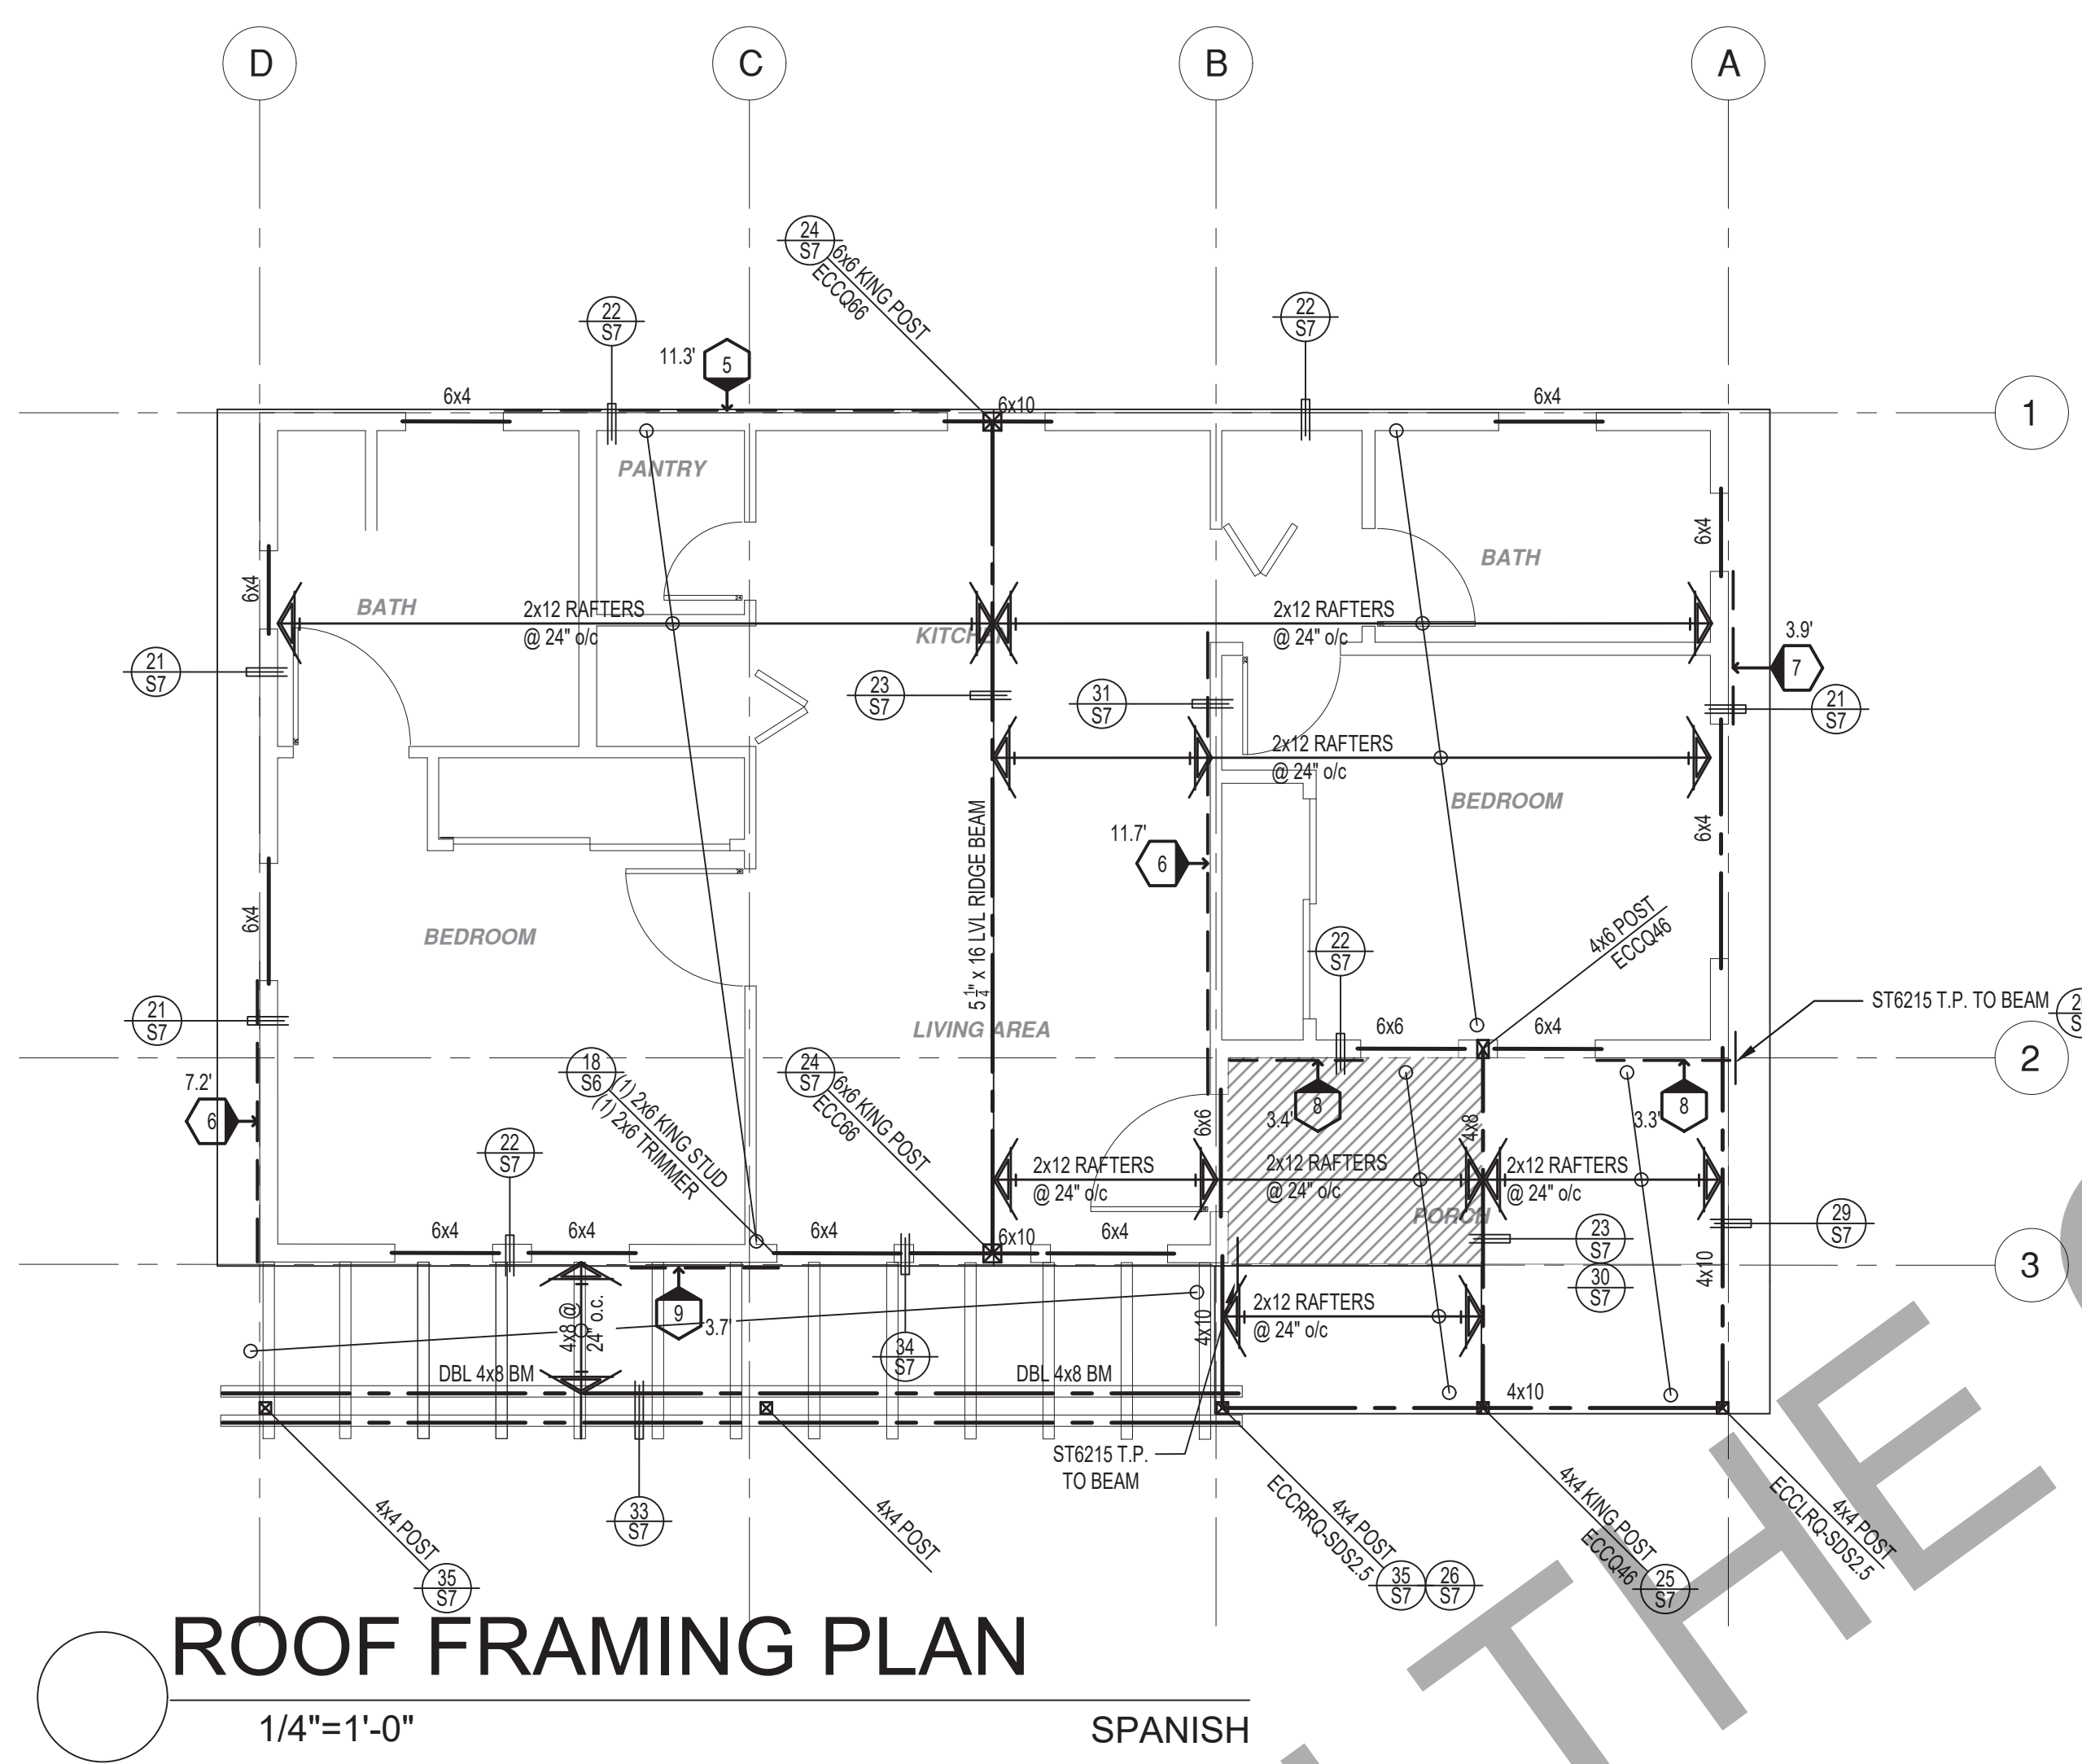 D
C
B
A
24
S7
6x6 KING POST
ECCQ66
22
S7
22
S7
11.3'
5
6x4
6x10
6x4
1
PANTRY
BATH
6x4
6x4
BATH
2x12 RAFTERS
@ 24" o/c
KITCHEN
2x12 RAFTERS
@ 24" o/c
3.9'
7
21
S7
23
S7
31
S7
21
S7
2x12 RAFTERS
@ 24" o/c
BEDROOM
6x4
5 1/4" x 16 LVL RIDGE BEAM
11.7'
6
6x4
BEDROOM
4x6 POST
ECCQ46
22
S7
ST6215 T.P. TO BEAM
21
S7
LIVING AREA
6x6
6x4
2
7.2'
6
18
S6
(1) 2x6 KING STUD
(1) 2x6 TRIMMER
24
S7
6x6 KING POST
ECC66
6x6
3.4'
8
4x8
3.3'
8
22
S7
2x12 RAFTERS
@ 24" o/c
2x12 RAFTERS
@ 24" o/c
2x12 RAFTERS
@ 24" o/c
PORCH
6x4
6x4
6x4
6x10
6x4
23
S7
29
S7
30
S7
4x10
3
4x8 @
24" o.c.
9
3.7'
34
S7
4x10
2x12 RAFTERS
@ 24" o/c
DBL 4x8 BM
DBL 4x8 BM
4x10
ST6215 T.P.
TO BEAM
4x4 POST
35
S7
33
S7
4x4 POST
4x4 POST
ECCRRQ-SDS2.5
35
S7
26
S7
4x4 KING POST
ECCQ46
25
S7
4x4 POST
ECCLRQ-SDS2.5
THE
ROOF FRAMING PLAN
1/4"=1'-0"
SPANISH